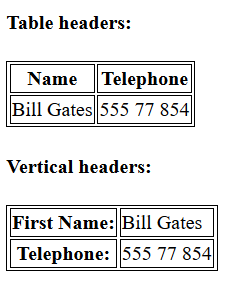 Table headers:
Name Telephone
Bill Gates 555 77 854
Vertical headers:
First Name: Bill Gates
Telephone: 555 77 854